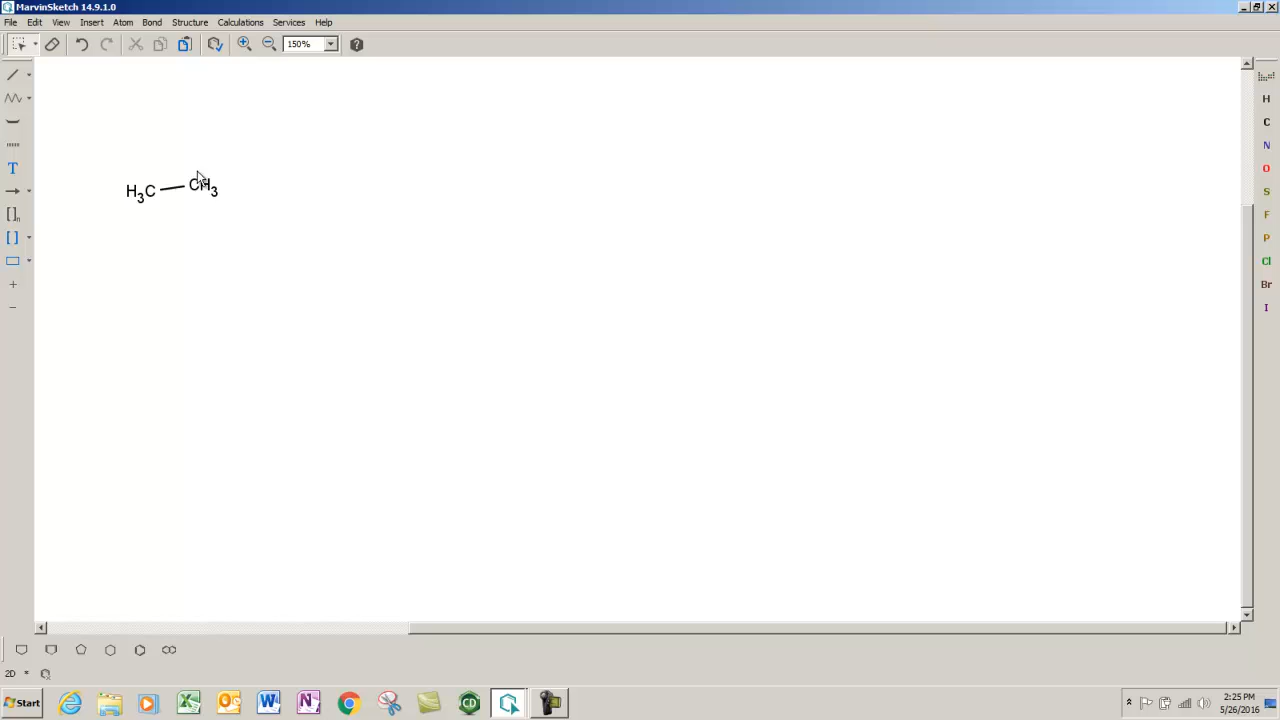 MarvinSketch 14.9.1.0
File Edit View Insert Atom Bond Structure Calculations Services Help
150%
H
C
N
O
S
F
P
Cl
Br
I
T
[ ]n
[ ]
H3C CH3
2D
Start
CD
2:25 PM
5/26/2016